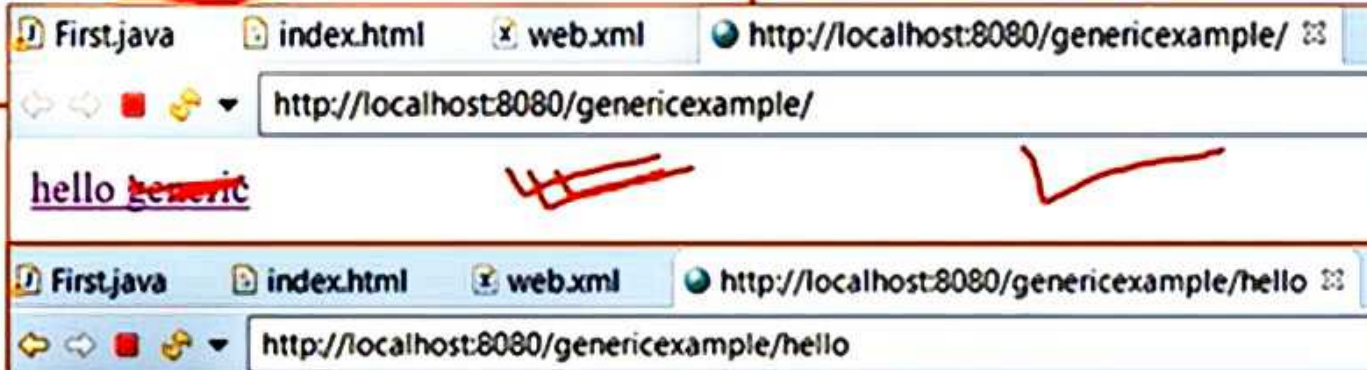 First.java index.html web.xml http://localhost:8080/genericexample/
http://localhost:8080/genericexample/
hello generic
First.java index.html web.xml http://localhost:8080/genericexample/hello
http://localhost:8080/genericexample/hello